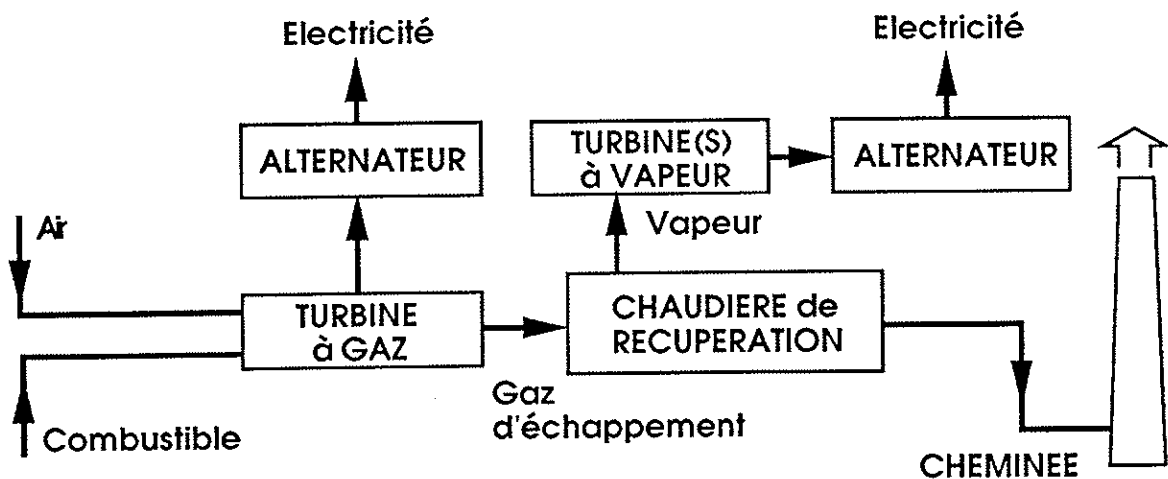 Electricité
Electricité
ALTERNATEUR
TURBINE(S)
à VAPEUR
ALTERNATEUR
Air
Vapeur
TURBINE
à GAZ
CHAUDIERE de
RECUPERATION
Gaz
d'échappement
Combustible
CHEMINEE